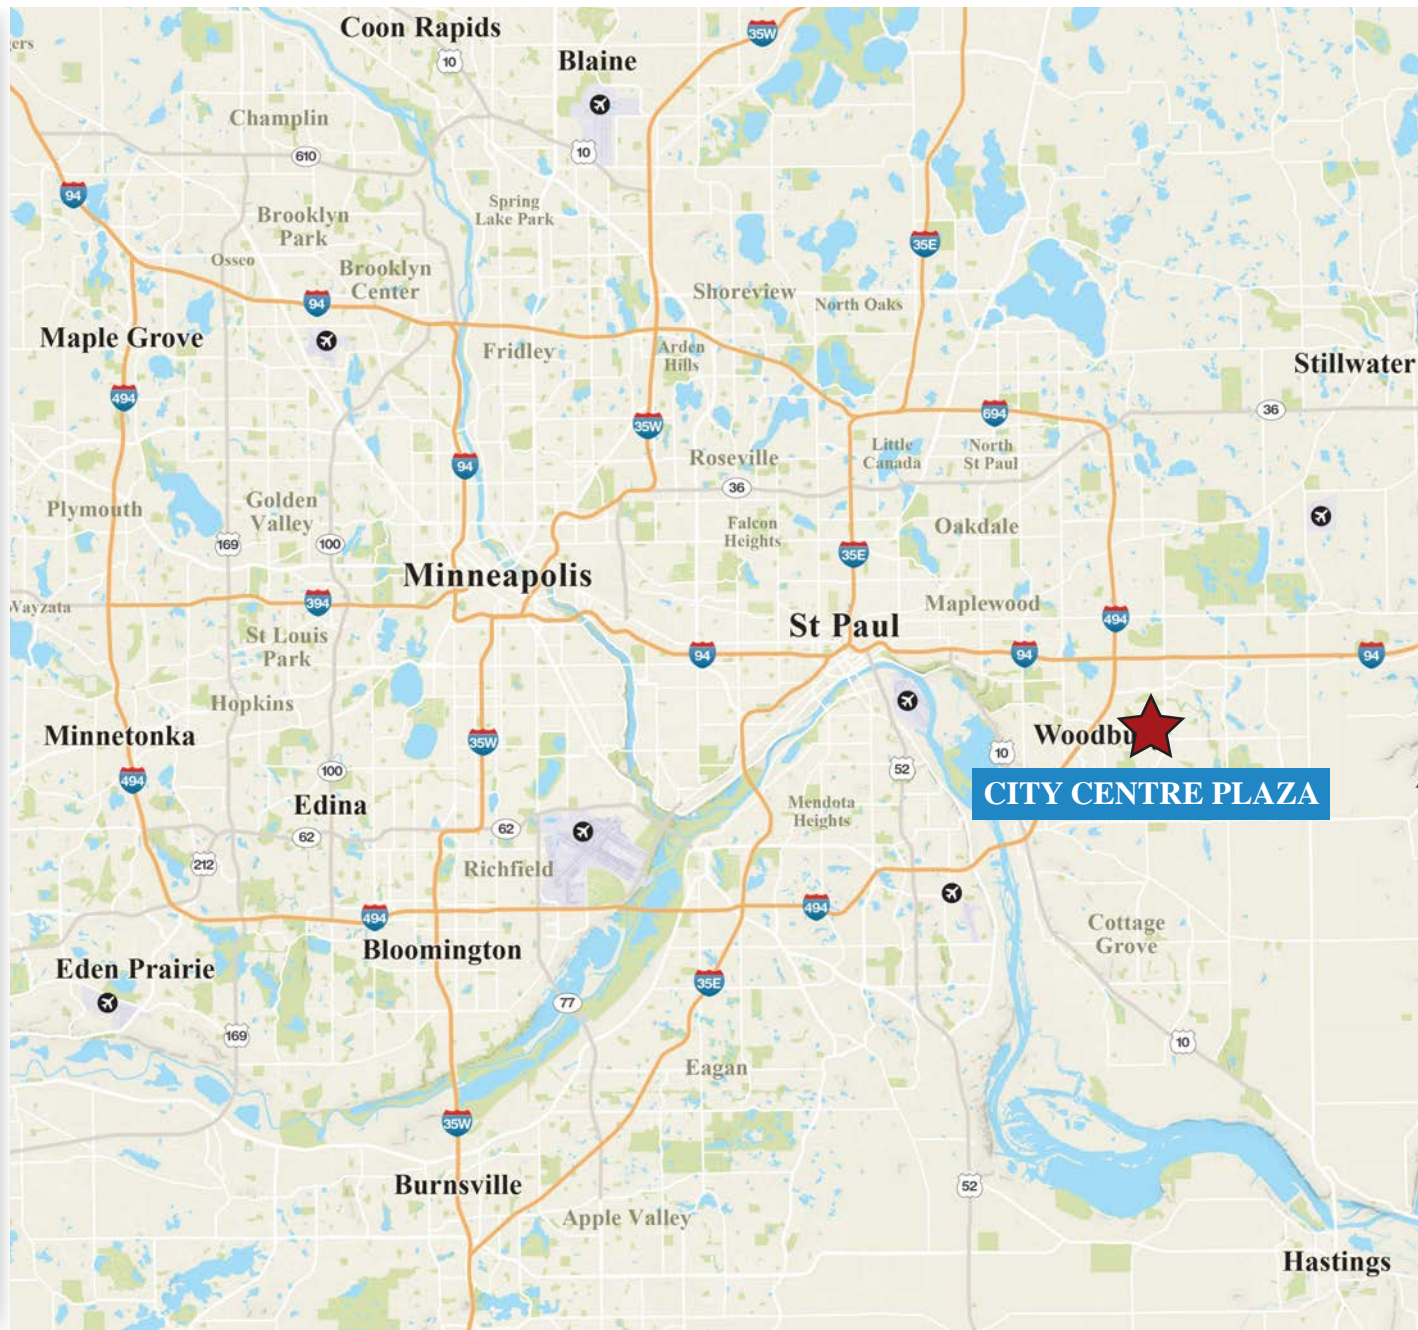 Coon Rapids
35W
gers
Blaine
10
Champlin
10
610
94
Spring
Lake Park
Brooklyn
Park
35E
Osseo
Brooklyn
Center
Shoreview
North Oaks
94
Maple Grove
Fridley
Arden
Hills
Stillwater
494
694
36
35W
Little
Canada
North
St Paul
Roseville
94
36
Plymouth
Golden
Valley
Falcon
Heights
Oakdale
169
100
35E
Minneapolis
Wayzata
394
Maplewood
494
St Paul
St Louis
Park
94
94
94
Hopkins
Minnetonka
35W
Woodbu
10
52
100
494
CITY CENTRE PLAZA
Edina
Mendota
Heights
62
62
212
Richfield
494
494
Cottage
Grove
Bloomington
Eden Prairie
35E
77
169
10
Eagan
35W
Burnsville
52
Apple Valley
Hastings